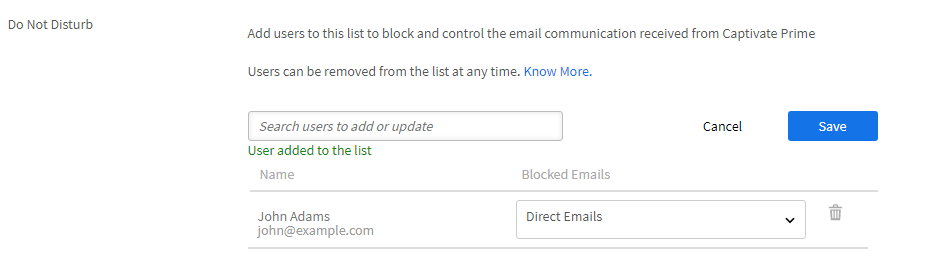 Do Not Disturb
Add users to this list to block and control the email communication received from Captivate Prime
Users can be removed from the list at any time. Know More.
Search users to add or update
Cancel
Save
User added to the list
Name
Blocked Emails
John Adams
Direct Emails
john@example.com